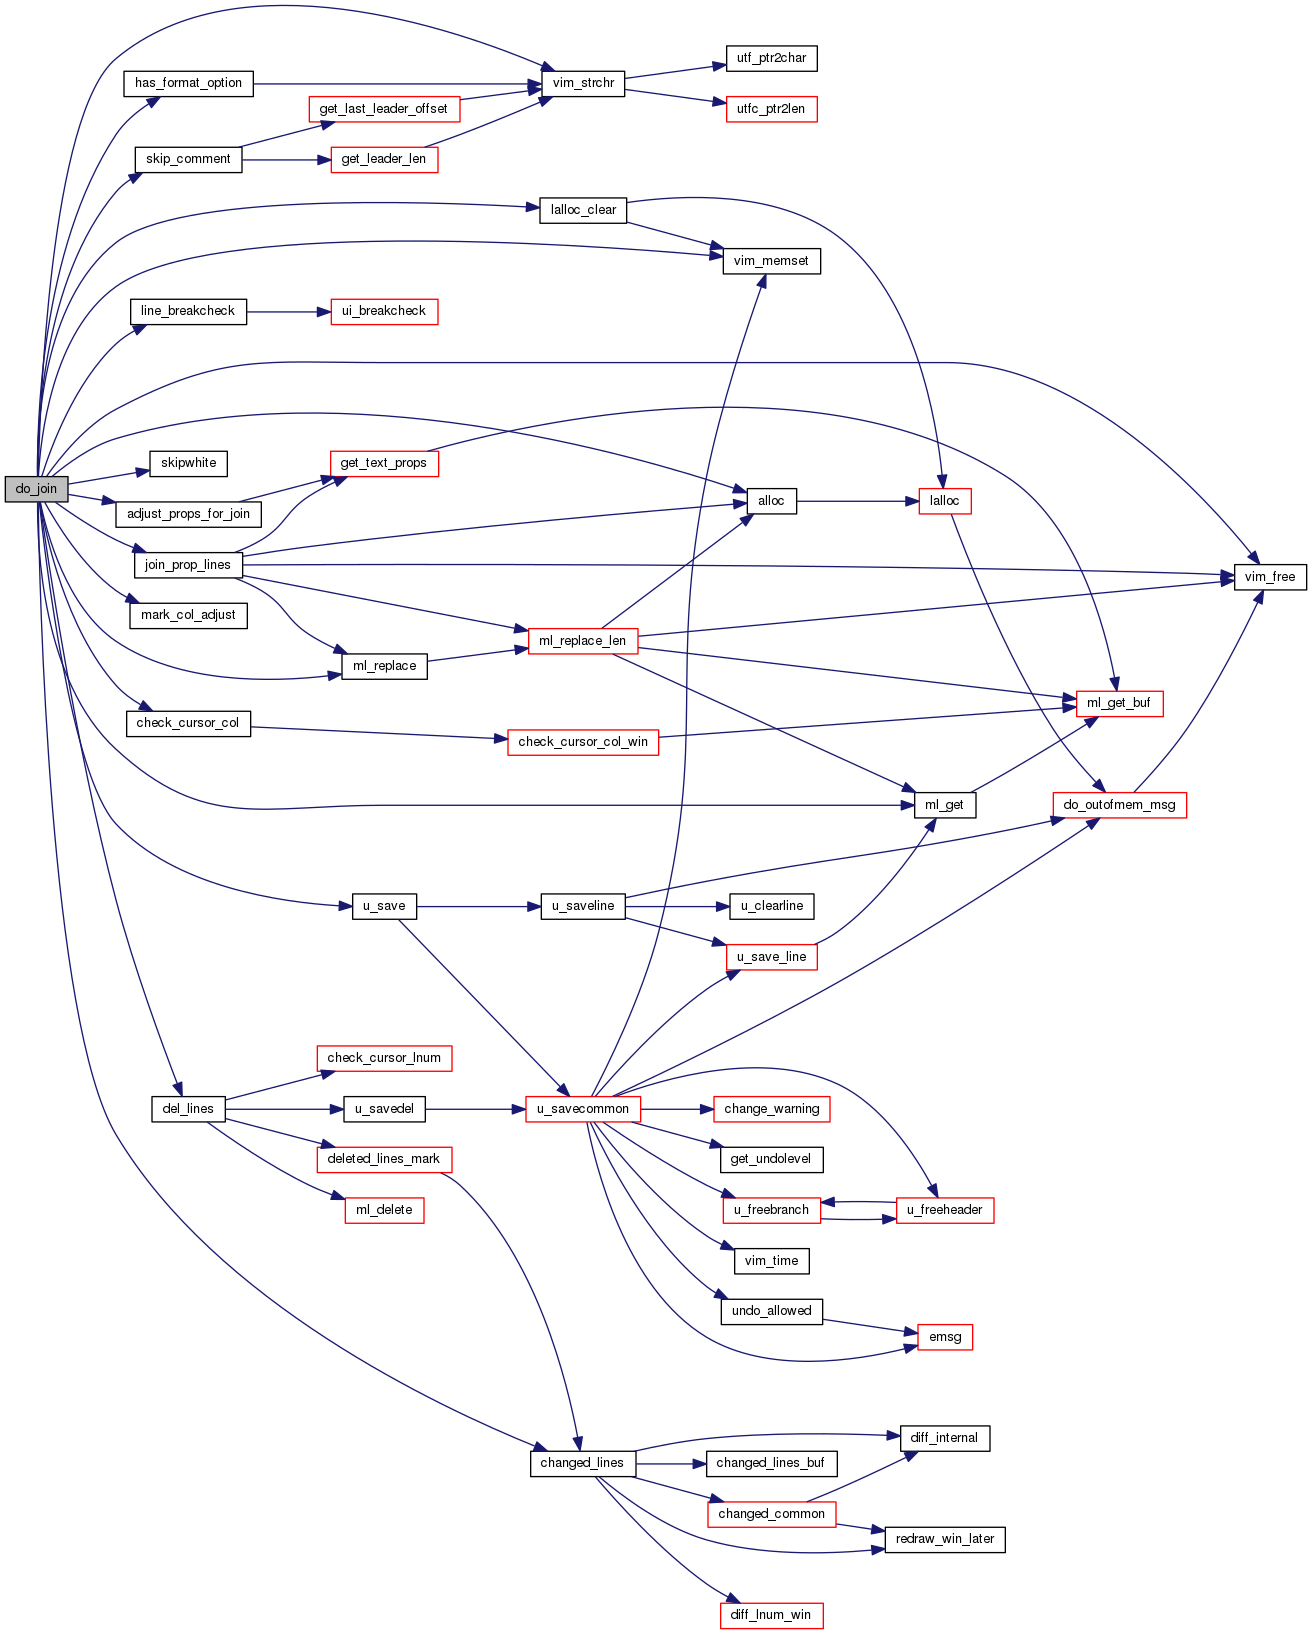 do_join
has_format_option
skip_comment
get_last_leader_offset
get_leader_len
vim_strchr
utf_ptr2char
utfc_ptr2len
lalloc_clear
vim_memset
line_breakcheck
ui_breakcheck
skipwhite
get_text_props
adjust_props_for_join
alloc
lalloc
join_prop_lines
vim_free
mark_col_adjust
ml_replace_len
ml_replace
check_cursor_col
check_cursor_col_win
ml_get_buf
ml_get
do_outofmem_msg
u_save
u_saveline
u_clearline
u_save_line
check_cursor_lnum
del_lines
u_savedel
u_savecommon
change_warning
deleted_lines_mark
get_undolevel
ml_delete
u_freebranch
u_freeheader
vim_time
undo_allowed
emsg
changed_lines
diff_internal
changed_lines_buf
changed_common
redraw_win_later
diff_lnum_win